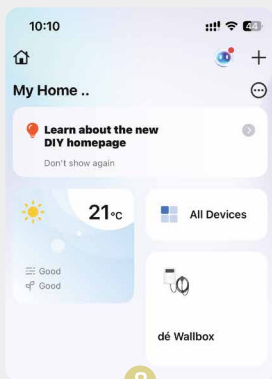 10:10
44
My Home ..
Learn about the new
DIY homepage
Don't show again
21°C
All Devices
Good
Good
dé Wallbox